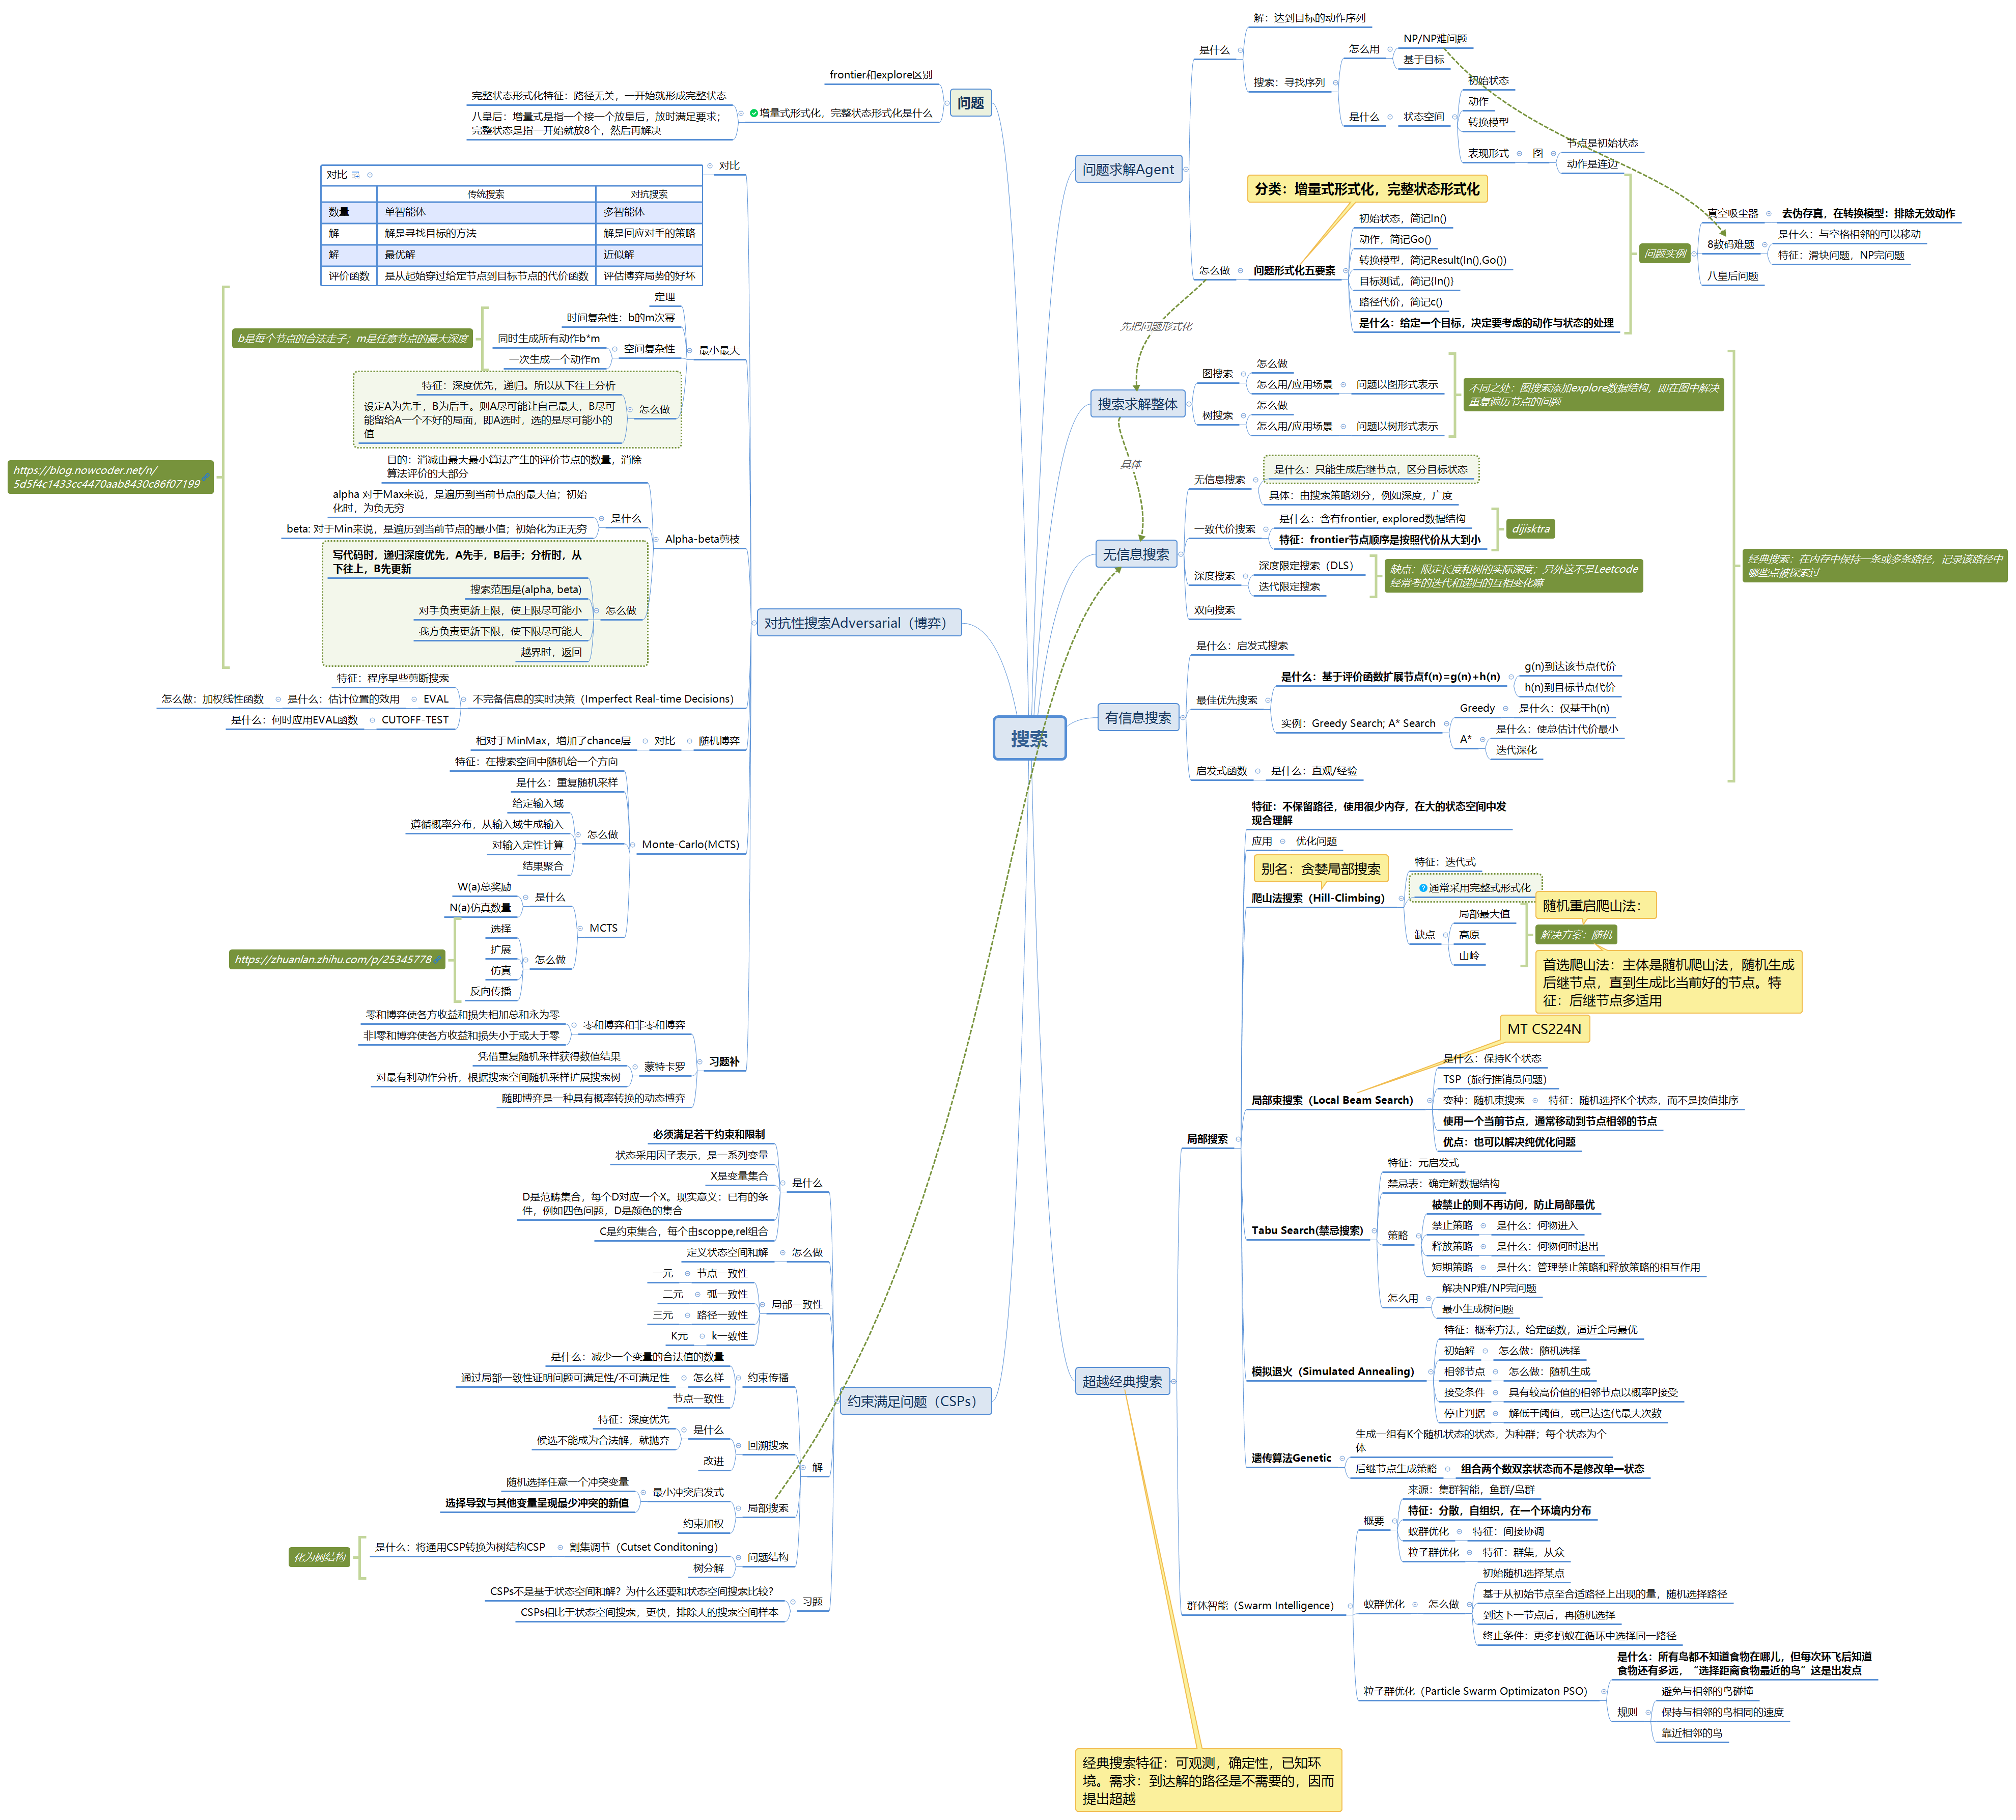 搜索
问题求解Agent
是什么
解：达到目标的动作序列
搜索：寻找序列
怎么用
NP/NP难问题
基于目标
是什么
状态空间
初始状态
动作
转换模型
表现形式
图
节点是初始状态
动作是连边
分类：增量式形式化，完整状态形式化
怎么做
问题形式化五要素
初始状态，简记In()
动作，简记Go()
转换模型，简记Result(In(),Go())
目标测试，简记{In()}
路径代价，简记c()
是什么：给定一个目标，决定要考虑的动作与状态的处理
问题实例
真空吸尘器
去伪存真，在转换模型：排除无效动作
8数码难题
是什么：与空格相邻的可以移动
特征：滑块问题，NP完问题
八皇后问题
先把问题形式化
搜索求解整体
图搜索
怎么做
怎么用/应用场景
问题以图形式表示
树搜索
怎么做
怎么用/应用场景
问题以树形式表示
不同之处：图搜索添加explore数据结构，即在图中解决
重复遍历节点的问题
具体
无信息搜索
无信息搜索
是什么：只能生成后继节点，区分目标状态
具体：由搜索策略划分，例如深度，广度
一致代价搜索
是什么：含有frontier, explored数据结构
特征：frontier节点顺序是按照代价从大到小
dijisktra
深度搜索
深度限定搜索（DLS）
迭代限定搜索
缺点：限定长度和树的实际深度；另外这不是Leetcode
经常考的迭代和递归的互相变化嘛
双向搜索
经典搜索：在内存中保持一条或多条路径，记录该路径中
哪些点被探索过
有信息搜索
是什么：启发式搜索
最佳优先搜索
是什么：基于评价函数扩展节点f(n)=g(n)+h(n)
g(n)到达该节点代价
h(n)到目标节点代价
实例：Greedy Search; A* Search
Greedy
是什么：仅基于h(n)
A*
是什么：使总估计代价最小
迭代深化
启发式函数
是什么：直观/经验
超越经典搜索
局部搜索
特征：不保留路径，使用很少内存，在大的状态空间中发
现合理解
应用
优化问题
别名：贪婪局部搜索
爬山法搜索（Hill-Climbing）
特征：迭代式
通常采用完整式形式化
缺点
局部最大值
高原
山岭
随机重启爬山法：
解决方案：随机
首选爬山法：主体是随机爬山法，随机生成
后继节点，直到生成比当前好的节点。特
征：后继节点多适用
MT CS224N
局部束搜索（Local Beam Search）
是什么：保持K个状态
TSP（旅行推销员问题）
变种：随机束搜索
特征：随机选择K个状态，而不是按值排序
使用一个当前节点，通常移动到节点相邻的节点
优点：也可以解决纯优化问题
Tabu Search(禁忌搜索)
特征：元启发式
禁忌表：确定解数据结构
策略
被禁止的则不再访问，防止局部最优
禁止策略
是什么：何物进入
释放策略
是什么：何物何时退出
短期策略
是什么：管理禁止策略和释放策略的相互作用
怎么用
解决NP难/NP完问题
最小生成树问题
模拟退火（Simulated Annealing）
特征：概率方法，给定函数，逼近全局最优
初始解
怎么做：随机选择
相邻节点
怎么做：随机生成
接受条件
具有较高价值的相邻节点以概率P接受
停止判据
解低于阈值，或已达迭代最大次数
遗传算法Genetic
生成一组有K个随机状态的状态，为种群；每个状态为个
体
后继节点生成策略
组合两个数双亲状态而不是修改单一状态
群体智能（Swarm Intelligence）
概要
来源：集群智能，鱼群/鸟群
特征：分散，自组织，在一个环境内分布
蚁群优化
特征：间接协调
粒子群优化
特征：群集，从众
蚁群优化
怎么做
初始随机选择某点
基于从初始节点至合适路径上出现的量，随机选择路径
到达下一节点后，再随机选择
终止条件：更多蚂蚁在循环中选择同一路径
粒子群优化（Particle Swarm Optimizaton PSO）
是什么：所有鸟都不知道食物在哪儿，但每次环飞后知道
食物还有多远，“选择距离食物最近的鸟”这是出发点
规则
避免与相邻的鸟碰撞
保持与相邻的鸟相同的速度
靠近相邻的鸟
经典搜索特征：可观测，确定性，已知环
境。需求：到达解的路径是不需要的，因而
提出超越
问题
frontier和explore区别
增量式形式化，完整状态形式化是什么
完整状态形式化特征：路径无关，一开始就形成完整状态
八皇后：增量式是指一个接一个放皇后，放时满足要求；
完整状态是指一开始就放8个，然后再解决
对抗性搜索Adversarial（博弈）
对比
对比
传统搜索 对抗搜索
数量 单智能体 多智能体
解 解是寻找目标的方法 解是回应对手的策略
解 最优解 近似解
评价函数 是从起始穿过给定节点到目标节点的代价函数 评估博弈局势的好坏
最小最大
定理
时间复杂性：b的m次幂
空间复杂性
同时生成所有动作b*m
一次生成一个动作m
b是每个节点的合法走子；m是任意节点的最大深度
怎么做
特征：深度优先，递归。所以从下往上分析
设定A为先手，B为后手。则A尽可能让自己最大，B尽可
能留给A一个不好的局面，即A选时，选的是尽可能小的
值
https://blog.nowcoder.net/n/
5d5f4c1433cc4470aab8430c86f07199
Alpha-beta剪枝
目的：消减由最大最小算法产生的评价节点的数量，消除
算法评价的大部分
是什么
alpha 对于Max来说，是遍历到当前节点的最大值；初始
化时，为负无穷
beta: 对于Min来说，是遍历到当前节点的最小值；初始化为正无穷
怎么做
写代码时，递归深度优先，A先手，B后手；分析时，从
下往上，B先更新
搜索范围是(alpha, beta)
对手负责更新上限，使上限尽可能小
我方负责更新下限，使下限尽可能大
越界时，返回
不完备信息的实时决策（Imperfect Real-time Decisions）
特征：程序早些剪断搜索
EVAL
是什么：估计位置的效用
怎么做：加权线性函数
CUTOFF-TEST
是什么：何时应用EVAL函数
随机博弈
对比
相对于MinMax，增加了chance层
Monte-Carlo(MCTS)
特征：在搜索空间中随机给一个方向
是什么：重复随机采样
怎么做
给定输入域
遵循概率分布，从输入域生成输入
对输入定性计算
结果聚合
MCTS
是什么
W(a)总奖励
N(a)仿真数量
怎么做
选择
扩展
仿真
反向传播
https://zhuanlan.zhihu.com/p/25345778
习题补
零和博弈和非零和博弈
零和博弈使各方收益和损失相加总和永为零
非零和博弈使各方收益和损失小于或大于零
蒙特卡罗
凭借重复随机采样获得数值结果
对最有利动作分析，根据搜索空间随机采样扩展搜索树
随即博弈是一种具有概率转换的动态博弈
约束满足问题（CSPs）
是什么
必须满足若干约束和限制
状态采用因子表示，是一系列变量
X是变量集合
D是范畴集合，每个D对应一个X。现实意义：已有的条
件，例如四色问题，D是颜色的集合
C是约束集合，每个由scoppe,rel组合
怎么做
定义状态空间和解
局部一致性
节点一致性
一元
弧一致性
二元
路径一致性
三元
k一致性
K元
解
约束传播
是什么：减少一个变量的合法值的数量
怎么样
通过局部一致性证明问题可满足性/不可满足性
节点一致性
回溯搜索
是什么
特征：深度优先
候选不能成为合法解，就抛弃
改进
局部搜索
最小冲突启发式
随机选择任意一个冲突变量
选择导致与其他变量呈现最少冲突的新值
约束加权
问题结构
割集调节（Cutset Conditoning）
是什么：将通用CSP转换为树结构CSP
化为树结构
树分解
习题
CSPs不是基于状态空间和解？为什么还要和状态空间搜索比较？
CSPs相比于状态空间搜索，更快，排除大的搜索空间样本